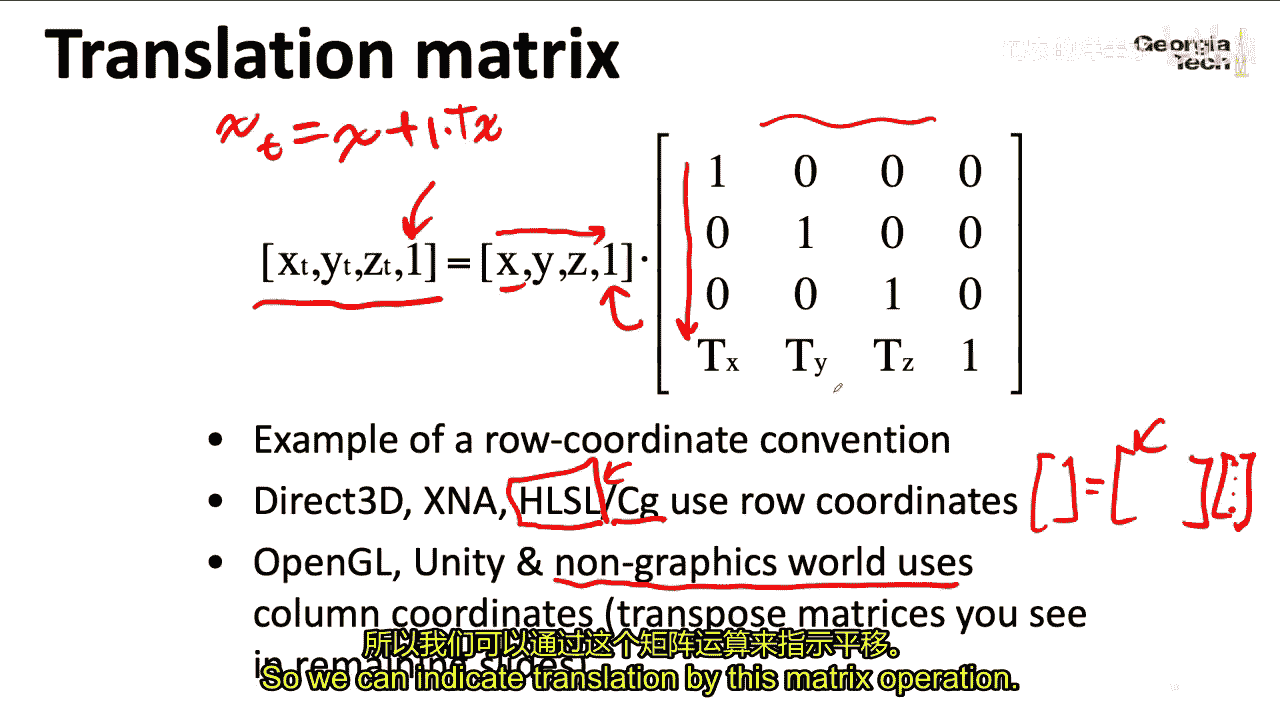 Translation matrix
Georgia
Tech
x_t = x + 1·Tx
[xt,yt,zt,1] = [x,y,z,1]·
1 0 0 0
0 1 0 0
0 0 1 0
Tx Ty Tz 1
• Example of a row-coordinate convention
• Direct3D, XNA, HLSL/Cg use row coordinates
[ ] = [ ] [ ]
• OpenGL, Unity & non-graphics world uses
column coordinates (transpose matrices you see
in remaining slides)
所以我们可以通过这个矩阵运算来指示平移。
So we can indicate translation by this matrix operation.